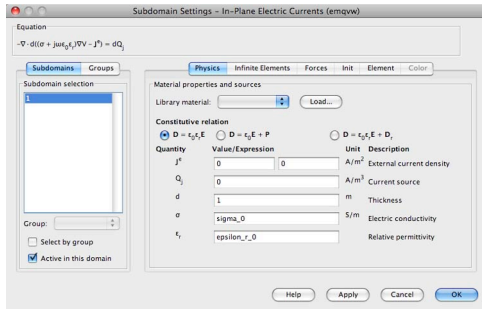 Subdomain Settings - In-Plane Electric Currents (emqvw)
Equation
-∇ · d((σ + jωε₀εᵣ)∇V - Jᵉ) = dQⱼ
Subdomains Groups
Physics Infinite Elements Forces Init Element Color
Subdomain selection
1
Group:
Select by group
Active in this domain
Material properties and sources
Library material: Load...
Constitutive relation
D = ε₀εᵣE D = ε₀E + P D = ε₀εᵣE + Dᵣ
Quantity Value/Expression Unit Description
Jᵉ 0 0 A/m² External current density
Qⱼ 0 A/m³ Current source
d 1 m Thickness
σ sigma_0 S/m Electric conductivity
εᵣ epsilon_r_0 Relative permittivity
Help Apply Cancel OK